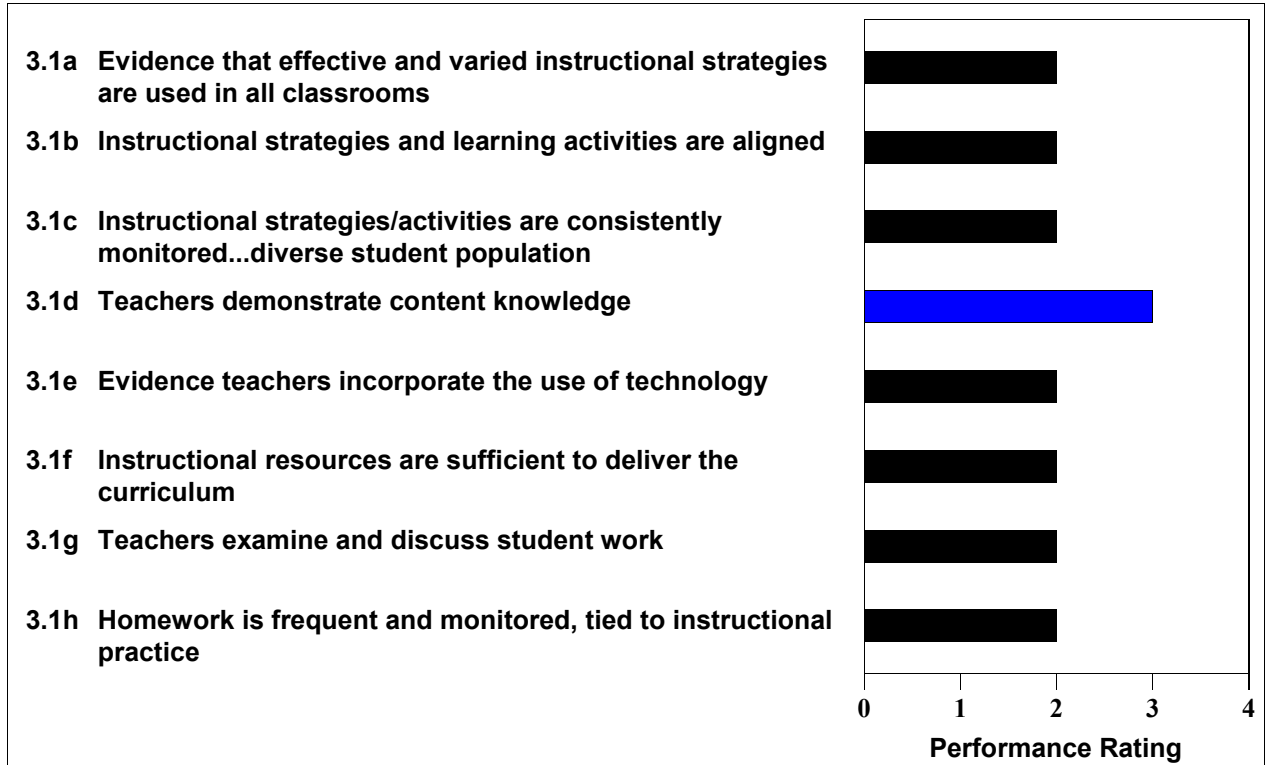 3.1a Evidence that effective and varied instructional strategies
are used in all classrooms
3.1b Instructional strategies and learning activities are aligned
3.1c Instructional strategies/activities are consistently
monitored...diverse student population
3.1d Teachers demonstrate content knowledge
3.1e Evidence teachers incorporate the use of technology
3.1f Instructional resources are sufficient to deliver the
curriculum
3.1g Teachers examine and discuss student work
3.1h Homework is frequent and monitored, tied to instructional
practice
0 1 2 3 4
Performance Rating